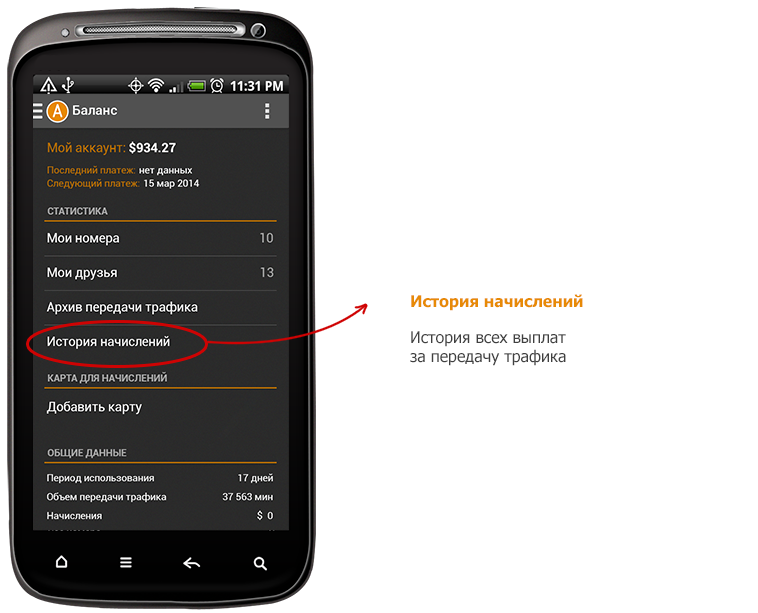 11:31 PM
A Баланс
Мой аккаунт: $934.27
Последний платеж: нет данных
Следующий платеж: 15 мар 2014
СТАТИСТИКА
Мои номера 10
Мои друзья 13
Архив передачи трафика
История начислений
КАРТА ДЛЯ НАЧИСЛЕНИЙ
Добавить карту
ОБЩИЕ ДАННЫЕ
Период использования 17 дней
Объем передачи трафика 37 563 мин
Начисления $ 0
История начислений
История всех выплат
за передачу трафика